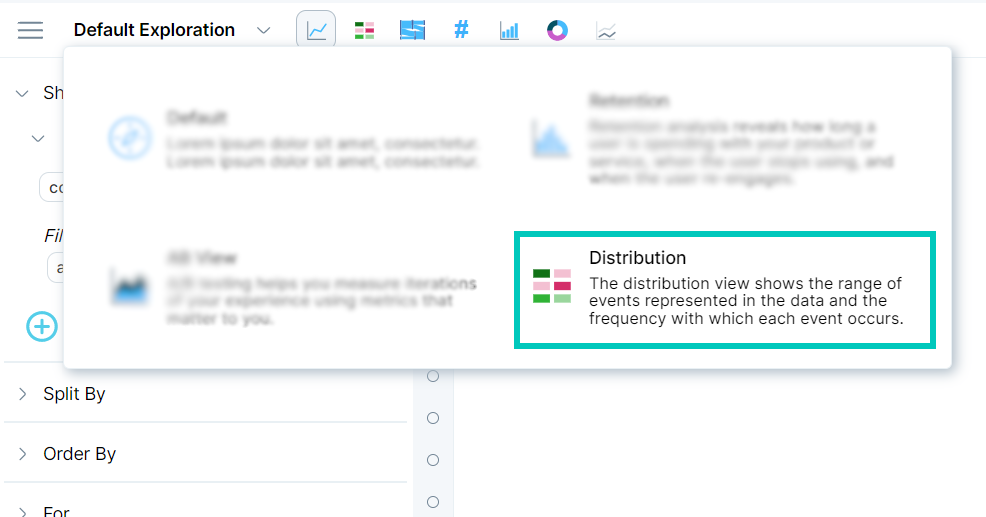 Default Exploration
#
Sh
co
Fil
a
Default
Lorem ipsum dolor sit amet, consectetur.
Lorem ipsum dolor sit amet, consectetur.
Retention
Retention analysis reveals how long a
user is spending with your product or
service, when the user stops using, and
when the user re-engages.
AB View
A/B testing helps you measure iterations
of your experience using metrics that
matter to you.
Distribution
The distribution view shows the range of
events represented in the data and the
frequency with which each event occurs.
Split By
Order By
For